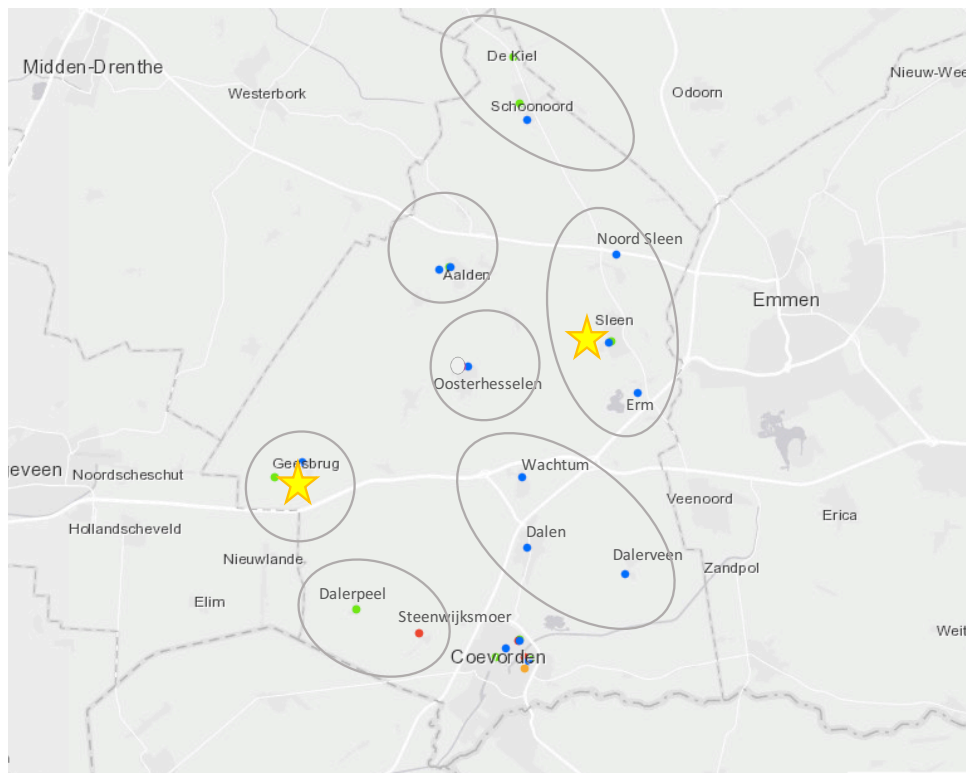 De Kiel
Midden-Drenthe
Nieuw-Wee
Westerbork
Odoorn
Schoonoord
Noord Sleen
Aalden
Emmen
Sleen
Oosterhesselen
Erm
Geesbrug
Wachtum
eveen
Noordscheschut
Veenoord
Erica
Hollandscheveld
Dalen
Nieuwlande
Dalerveen
Zandpol
Dalerpeel
Elim
Steenwijksmoer
Weit
Coevorden